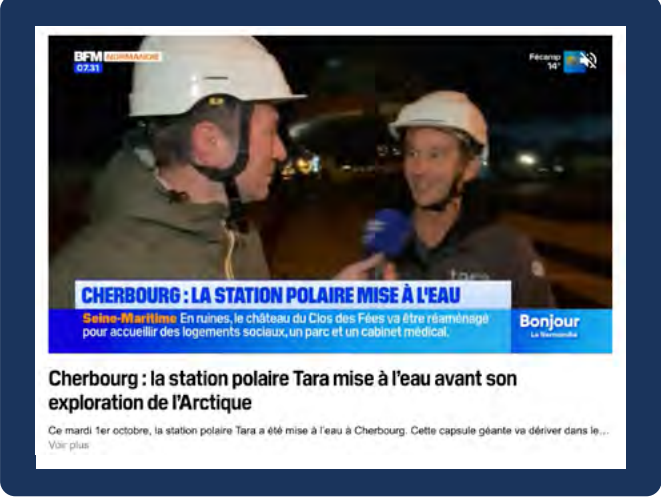 BFM NORMANDIE
07.31
Fécamp
14°
tara
CHERBOURG : LA STATION POLAIRE MISE À L'EAU
Seine-Maritime En ruines, le château du Clos des Fées va être réaménagé
pour accueillir des logements sociaux, un parc et un cabinet médical.
Bonjour
La Normandie
Cherbourg : la station polaire Tara mise à l'eau avant son
exploration de l'Arctique
Ce mardi 1er octobre, la station polaire Tara a été mise à l'eau à Cherbourg. Cette capsule géante va dériver dans le...
Voir plus